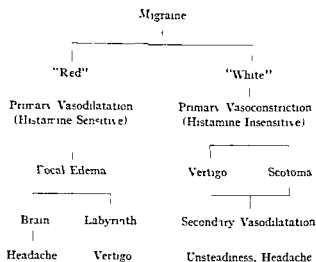 Migraine
"Red" "White"
Primary Vasodilatation Primary Vasoconstriction
(Histamine Sensitive) (Histamine Insensitive)
Focal Edema Vertigo Scotoma
Brain Labyrinth Secondary Vasodilatation
Headache Vertigo Unsteadiness, Headache